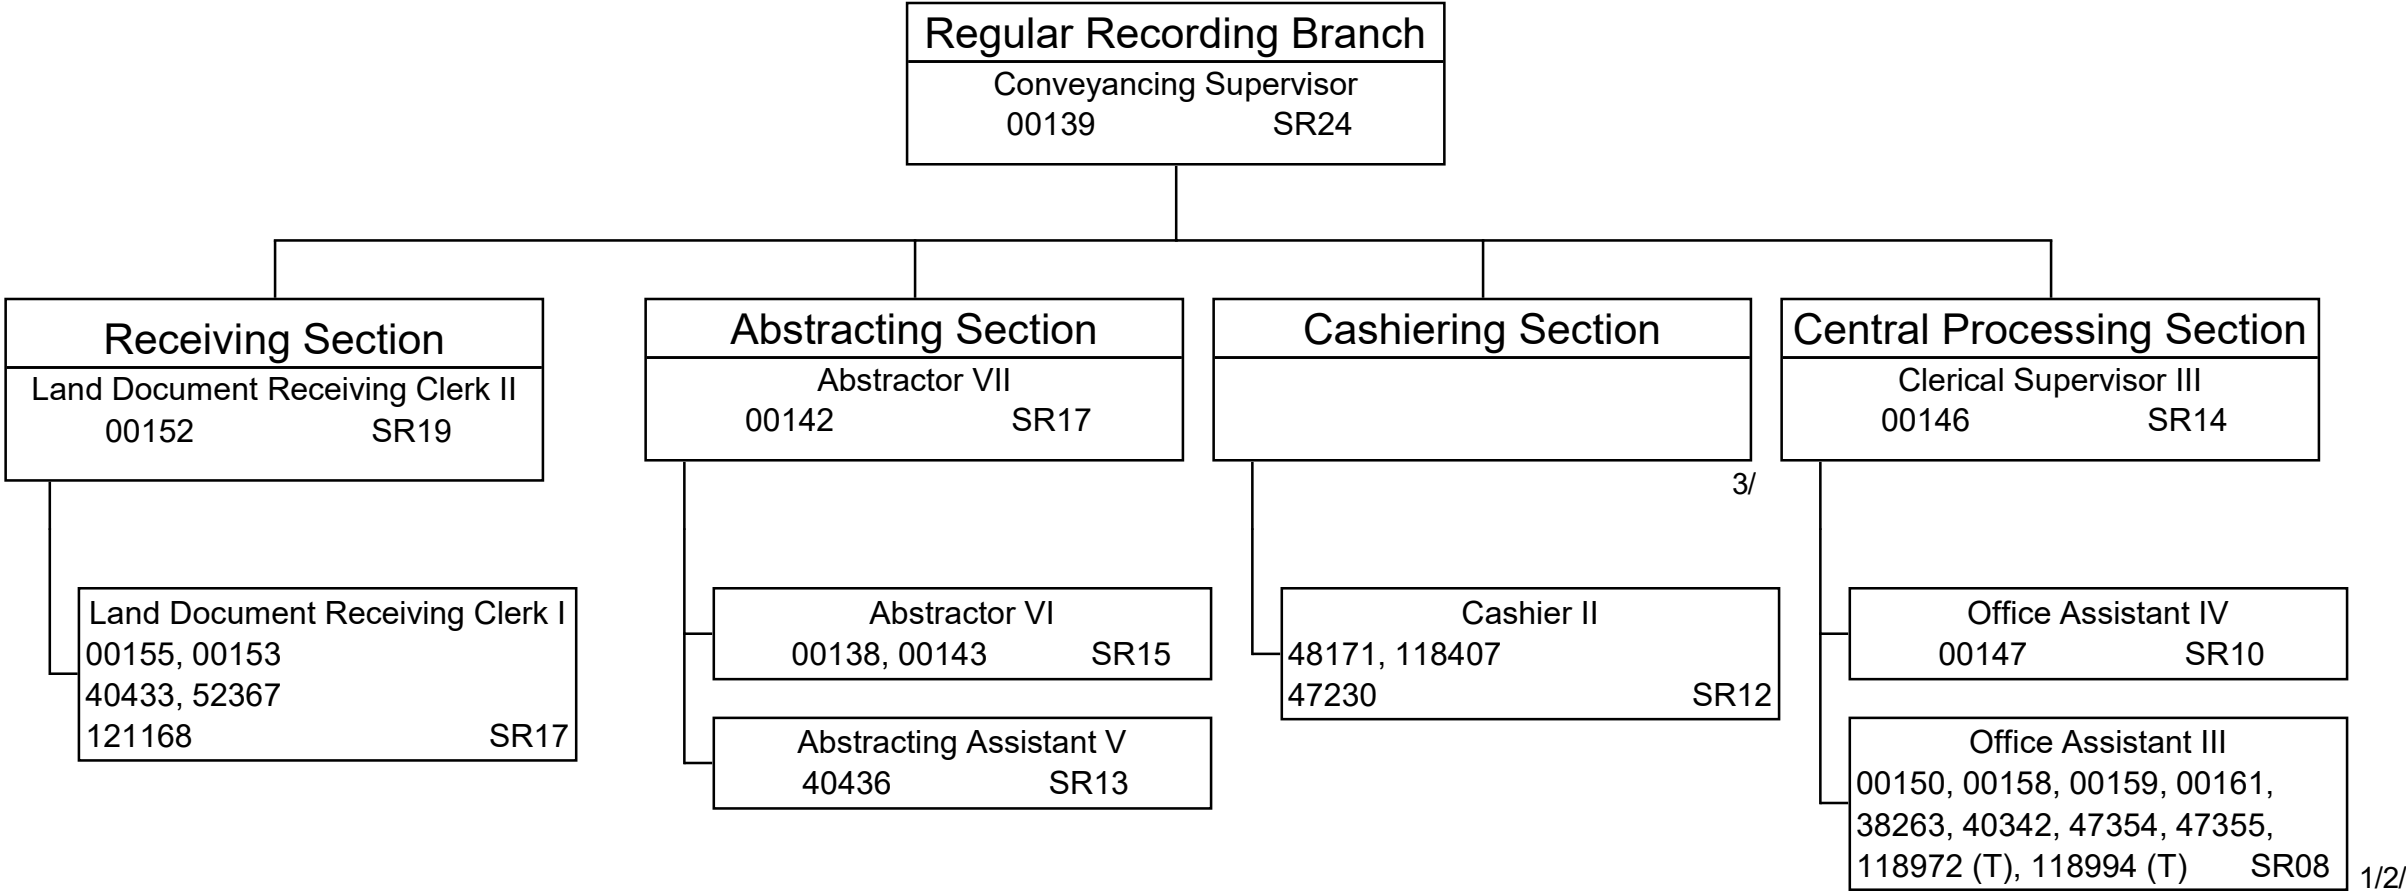 Regular Recording Branch
Conveyancing Supervisor
00139 SR24
Receiving Section
Land Document Receiving Clerk II
00152 SR19
Land Document Receiving Clerk I
00155, 00153
40433, 52367
121168 SR17
Abstracting Section
Abstractor VII
00142 SR17
Abstractor VI
00138, 00143 SR15
Abstracting Assistant V
40436 SR13
Cashiering Section
3/
Cashier II
48171, 118407
47230 SR12
Central Processing Section
Clerical Supervisor III
00146 SR14
Office Assistant IV
00147 SR10
Office Assistant III
00150, 00158, 00159, 00161,
38263, 40342, 47354, 47355,
118972 (T), 118994 (T) SR08
1/2/